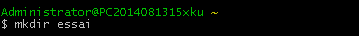 Administrator@PC2014081315xku ~
$ mkdir essai